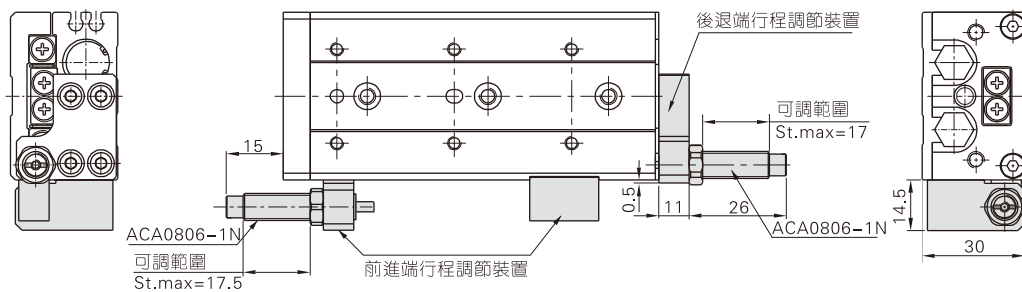 後退端行程調節裝置
可調範圍
St.max=17
15
0.5
11
26
14.5
ACA0806-1N
ACA0806-1N
30
可調範圍
St.max=17.5
前進端行程調節裝置